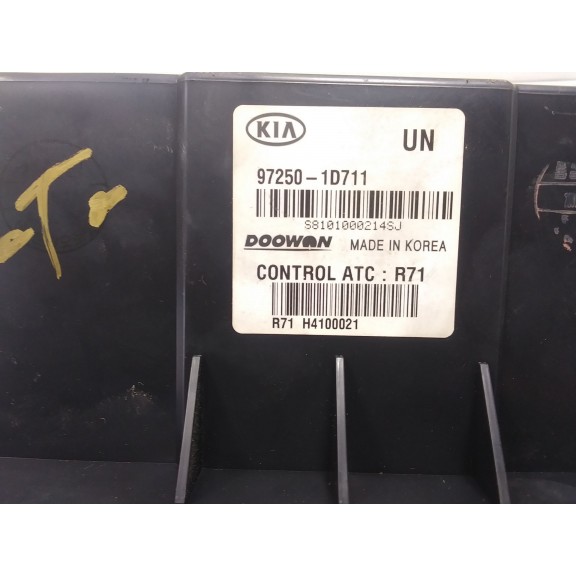 KIA
UN
97250-1D711
S8101000214SJ
DOOWON MADE IN KOREA
CONTROL ATC : R71
R71 H4100021